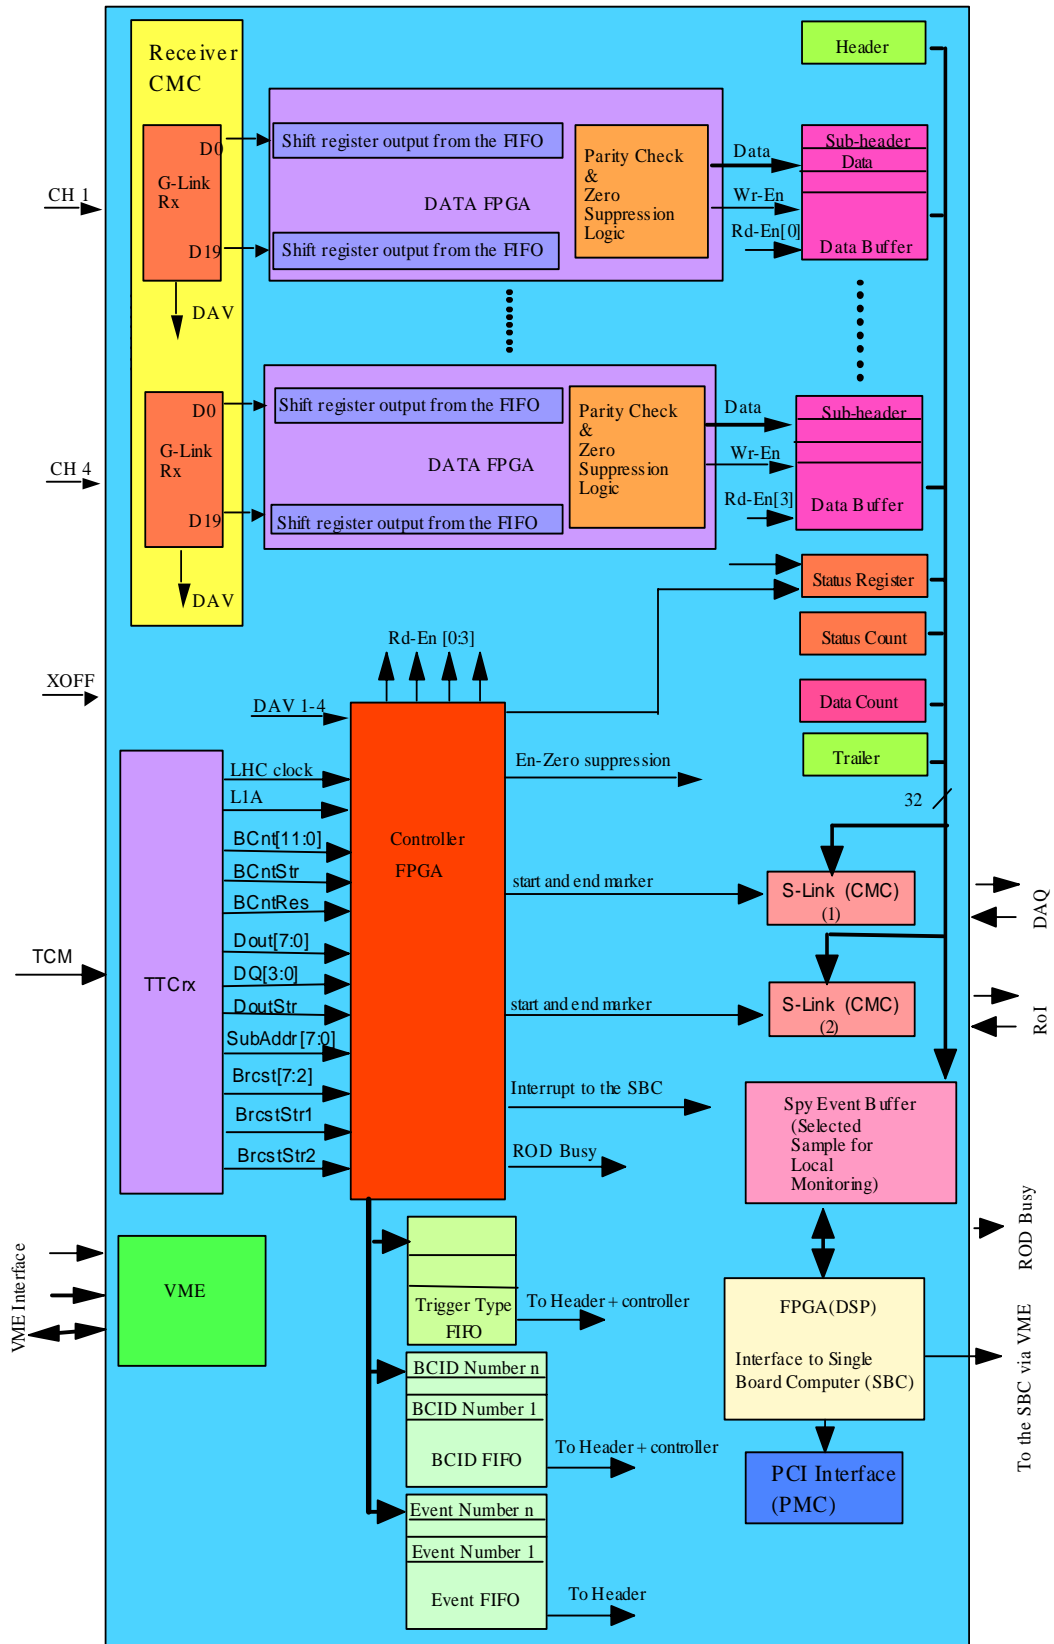 Receiver
CMC
Header
D0
G-Link
Rx
D19
DAV
CH 1
Shift register output from the FIFO
DATA FPGA
Shift register output from the FIFO
Parity Check
&
Zero
Suppression
Logic
Data
Wr-En
Rd-En[0]
Sub-header
Data
Data Buffer
D0
G-Link
Rx
D19
DAV
CH 4
Shift register output from the FIFO
DATA FPGA
Shift register output from the FIFO
Parity Check
&
Zero
Suppression
Logic
Data
Wr-En
Rd-En[3]
Sub-header
Data Buffer
Status Register
Status Count
Data Count
Trailer
32
XOFF
Rd-En [0:3]
DAV 1-4
LHC clock
L1A
BCnt[11:0]
BCntStr
BCntRes
Dout[7:0]
DQ[3:0]
DoutStr
SubAddr[7:0]
Brcst[7:2]
BrcstStr1
BrcstStr2
TCM
TTCrx
Controller
FPGA
En-Zero suppression
start and end marker
start and end marker
Interrupt to the SBC
ROD Busy
S-Link (CMC)
(1)
S-Link (CMC)
(2)
DAQ
RoI
Spy Event Buffer
(Selected
Sample for
Local
Monitoring)
ROD Busy
VME Interface
VME
Trigger Type
FIFO
To Header + controller
BCID Number n
BCID Number 1
BCID FIFO
To Header + controller
Event Number n
Event Number 1
Event FIFO
To Header
FPGA(DSP)
Interface to Single
Board Computer (SBC)
To the SBC via VME
PCI Interface
(PMC)